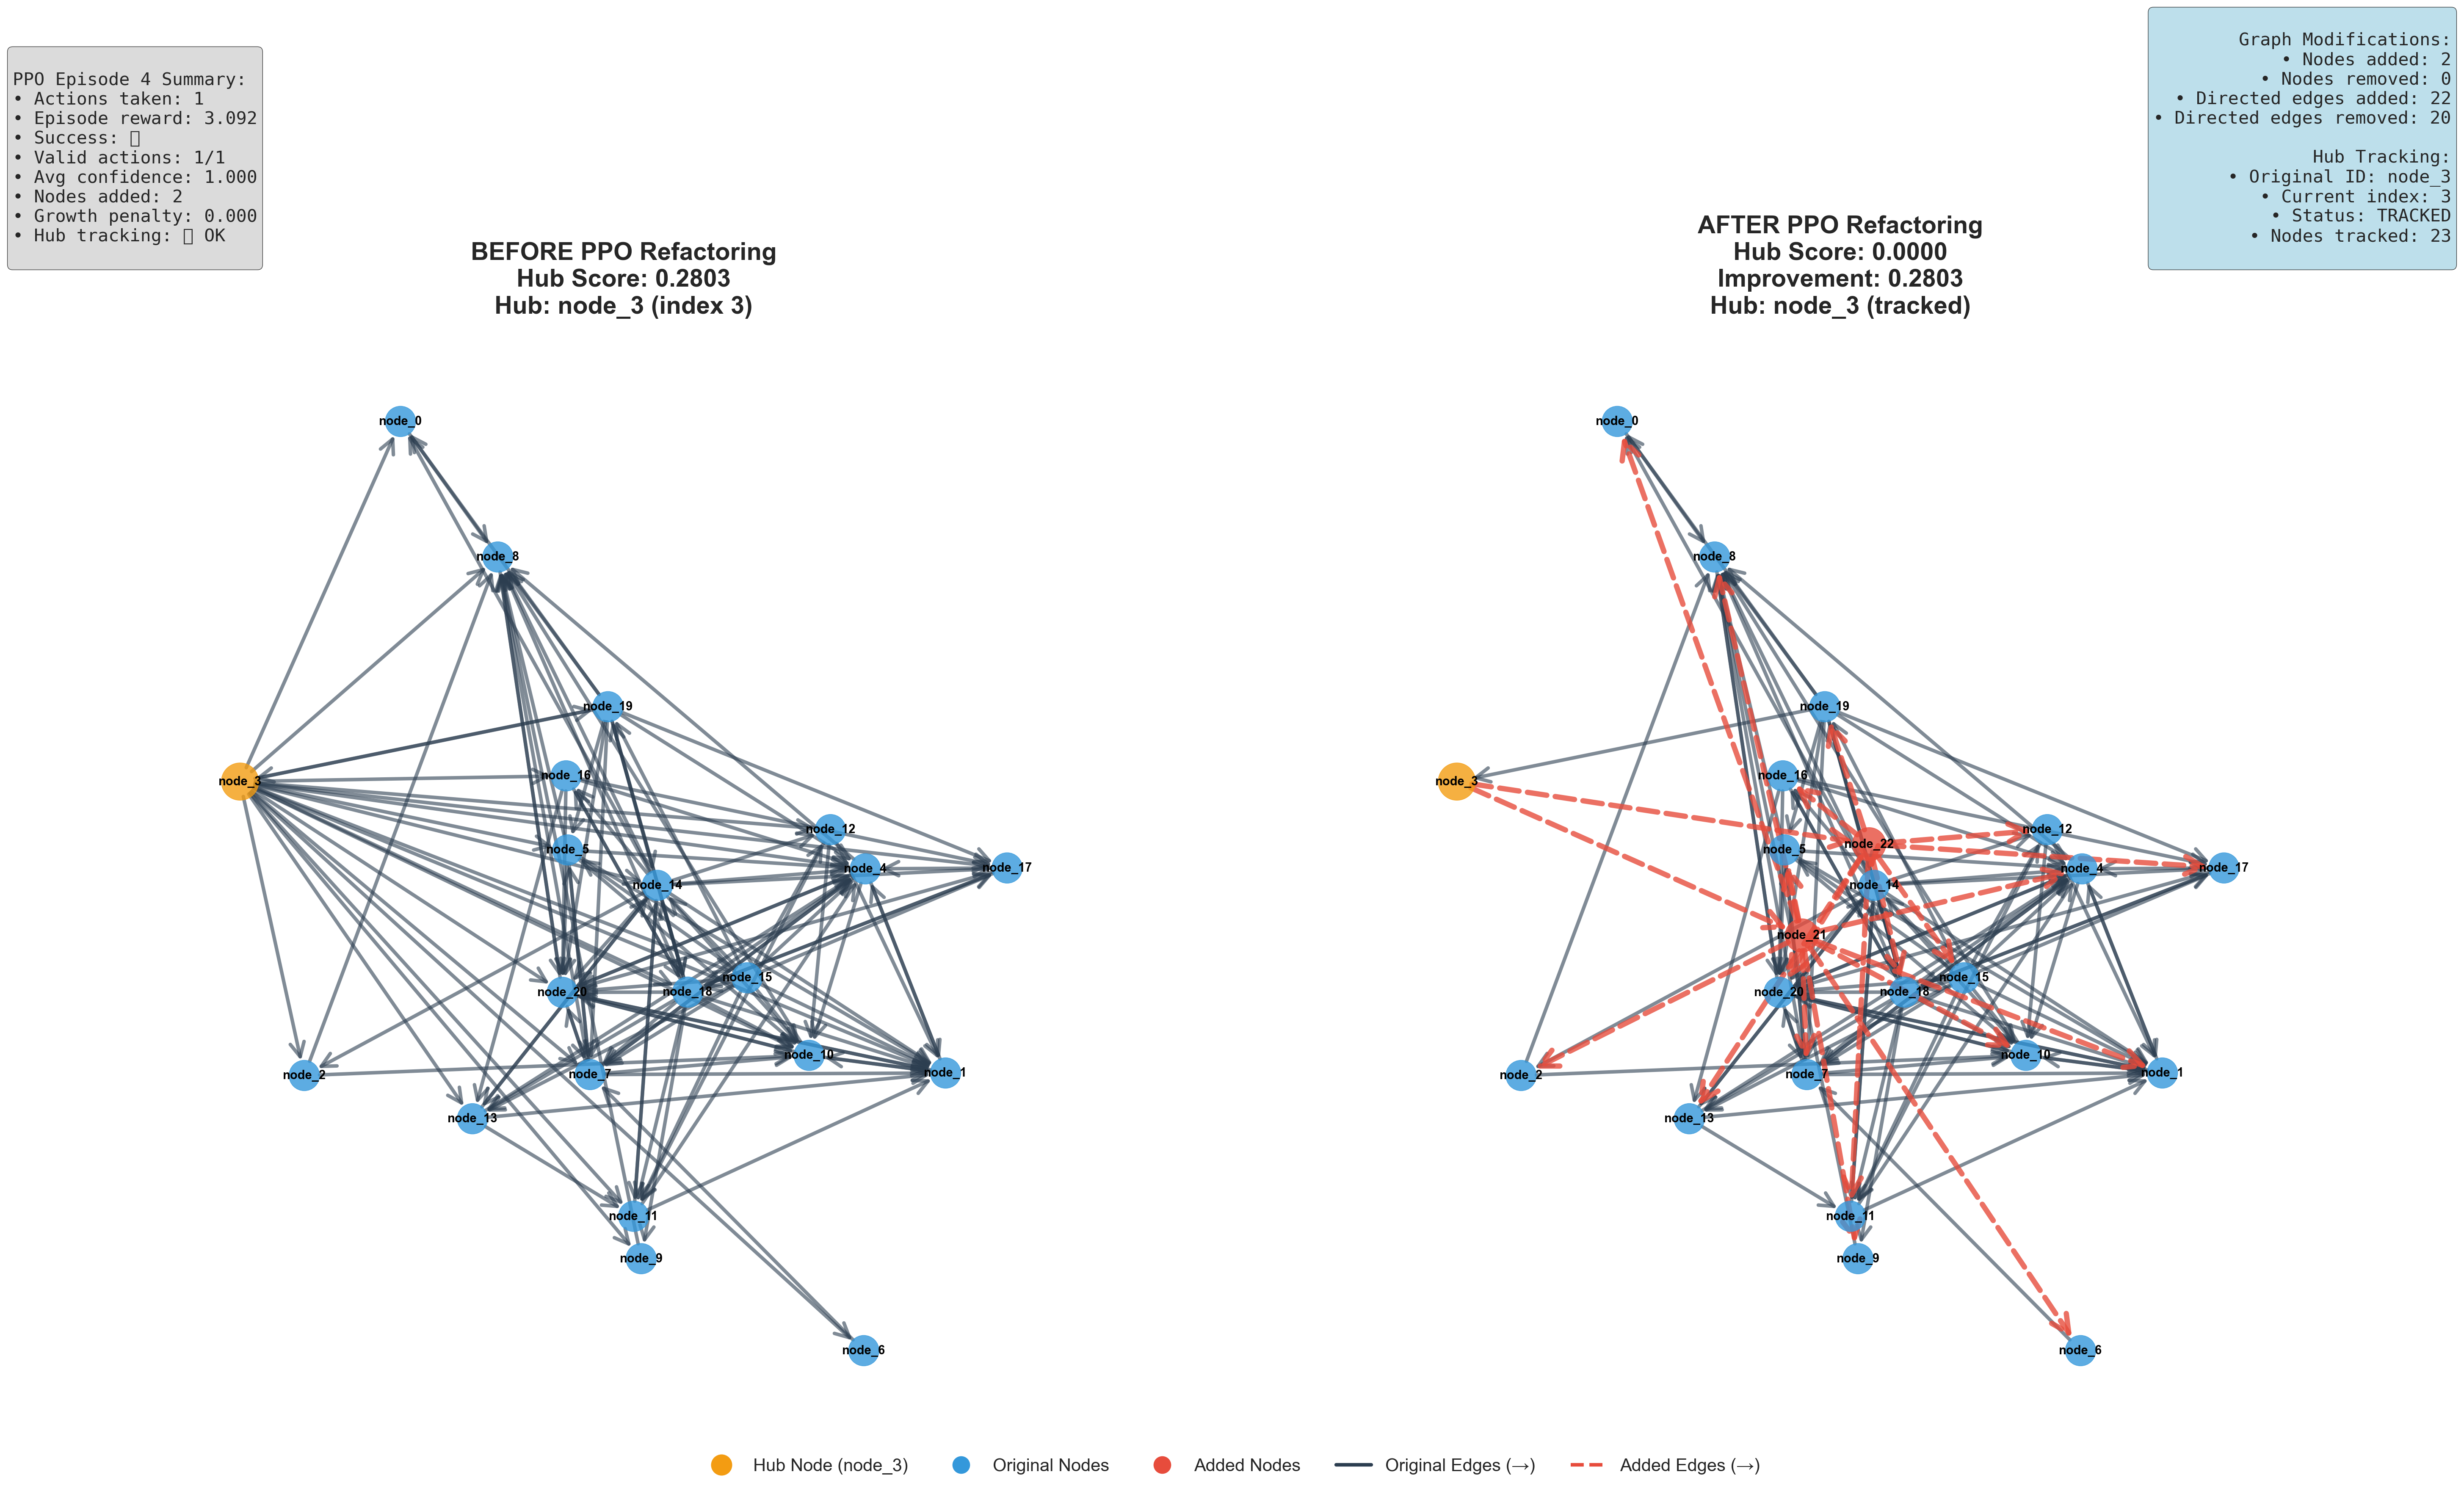 PPO Episode 4 Summary:
• Actions taken: 1
• Episode reward: 3.092
• Success: 
• Valid actions: 1/1
• Avg confidence: 1.000
• Nodes added: 2
• Growth penalty: 0.000
• Hub tracking: OK
Graph Modifications:
• Nodes added: 2
• Nodes removed: 0
• Directed edges added: 22
• Directed edges removed: 20
Hub Tracking:
• Original ID: node_3
• Current index: 3
• Status: TRACKED
• Nodes tracked: 23
BEFORE PPO Refactoring
Hub Score: 0.2803
Hub: node_3 (index 3)
node_0
node_8
node_19
node_16
node_3
node_12
node_5
node_4
node_17
node_14
node_15
node_20
node_18
node_10
node_2
node_7
node_1
node_13
node_11
node_9
node_6
AFTER PPO Refactoring
Hub Score: 0.0000
Improvement: 0.2803
Hub: node_3 (tracked)
node_0
node_8
node_19
node_16
node_3
node_12
node_22
node_5
node_4
node_17
node_14
node_21
node_15
node_20
node_18
node_10
node_2
node_7
node_1
node_13
node_11
node_9
node_6
Hub Node (node_3)
Original Nodes
Added Nodes
Original Edges (→)
Added Edges (→)